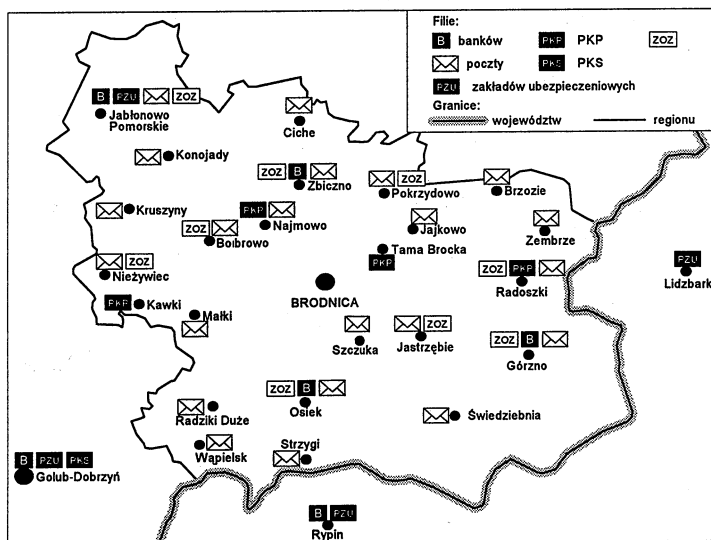 Filie:
B banków PKP PKP ZOZ
poczty PKS PKS
PZU zakładów ubezpieczeniowych
Granice:
województw regionu
B PZU ZOZ
Jabłonowo
Pomorskie
Ciche
Konojady
ZOZ B
Zbiczno
ZOZ
Pokrzydowo
Brzozie
Kruszyny
PKP
Najmowo
ZOZ
Boibrowo
Jajkowo
Zembrze
Tama Brocka
PKP
ZOZ
Nieżywiec
ZOZ PKP
Radoszki
PZU
Lidzbark
PKP Kawki
BRODNICA
Małki
Szczuka
ZOZ
Jastrzębie
ZOZ B
Górzno
ZOZ B
Osiek
Radziki Duże
Świedziebnia
Wąpielsk
Strzygi
B PZU PKS
Golub-Dobrzyń
B PZU
Rypin